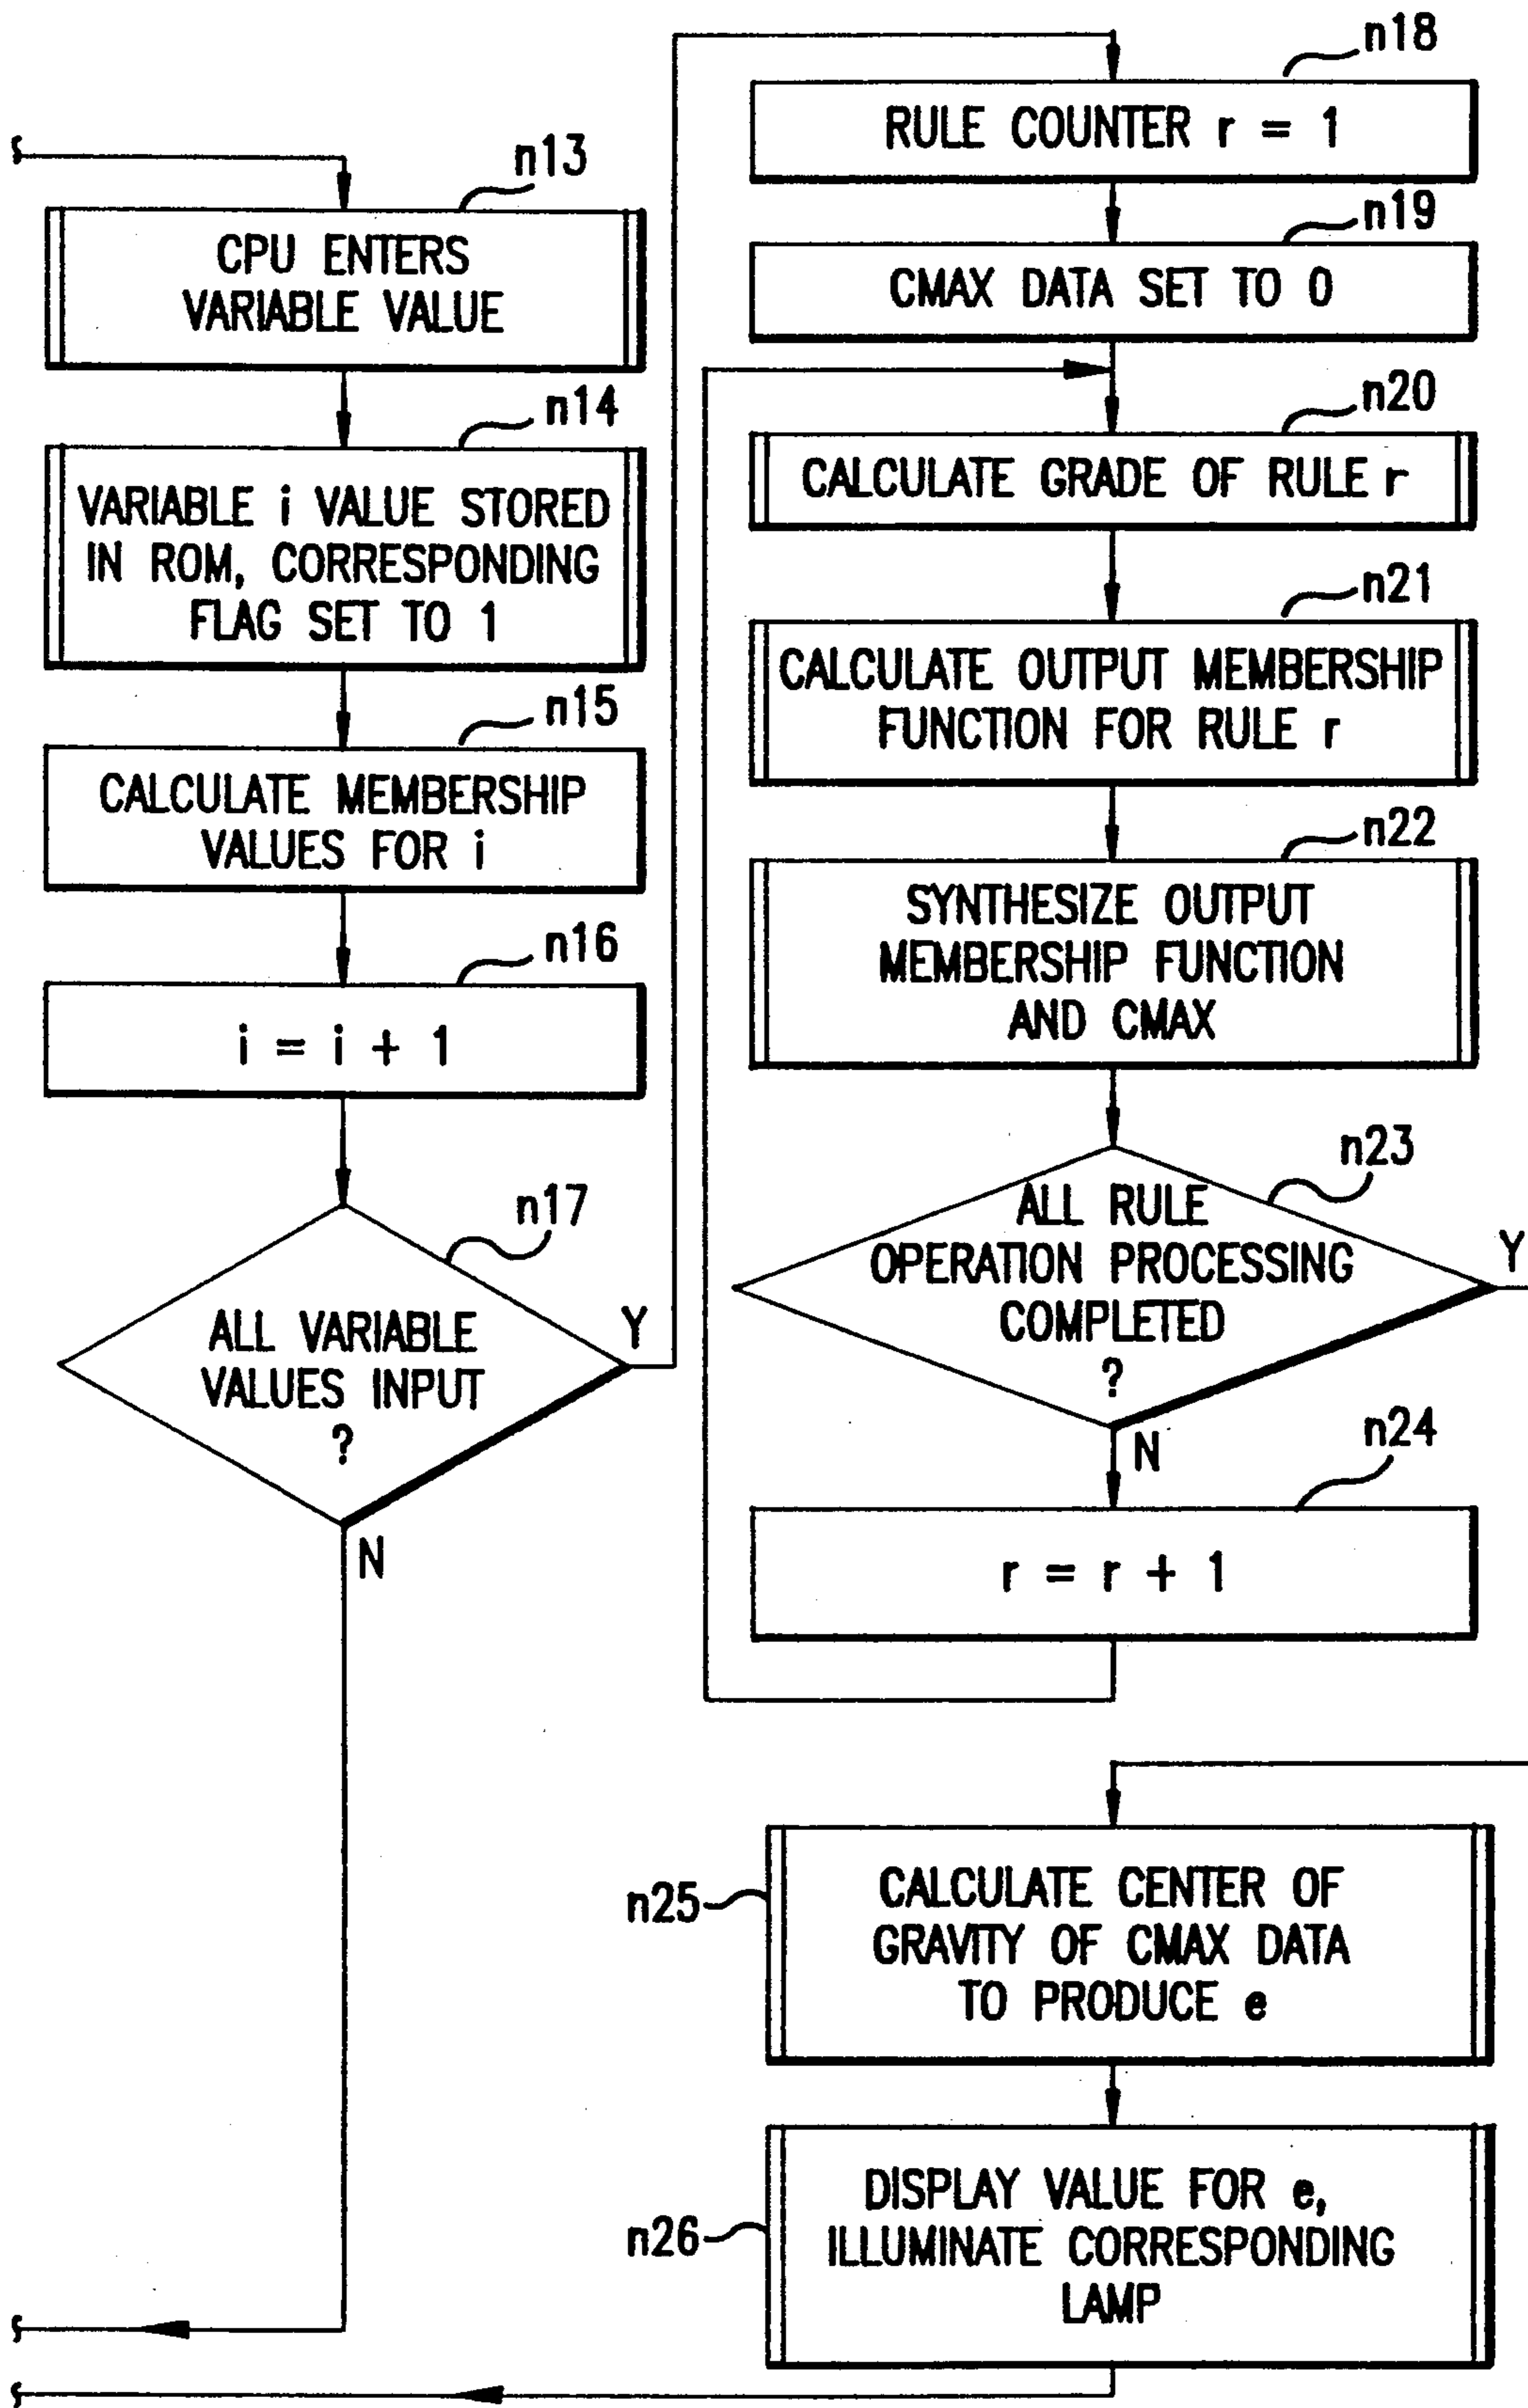 n13
CPU ENTERS
VARIABLE VALUE
n14
VARIABLE i VALUE STORED
IN ROM, CORRESPONDING
FLAG SET TO 1
n15
CALCULATE MEMBERSHIP
VALUES FOR i
n16
i = i + 1
n17
ALL VARIABLE
VALUES INPUT
?
Y
N
n18
RULE COUNTER r = 1
n19
CMAX DATA SET TO 0
n20
CALCULATE GRADE OF RULE r
n21
CALCULATE OUTPUT MEMBERSHIP
FUNCTION FOR RULE r
n22
SYNTHESIZE OUTPUT
MEMBERSHIP FUNCTION
AND CMAX
n23
ALL RULE
OPERATION PROCESSING
COMPLETED
?
Y
N
n24
r = r + 1
n25
CALCULATE CENTER OF
GRAVITY OF CMAX DATA
TO PRODUCE e
n26
DISPLAY VALUE FOR e,
ILLUMINATE CORRESPONDING
LAMP